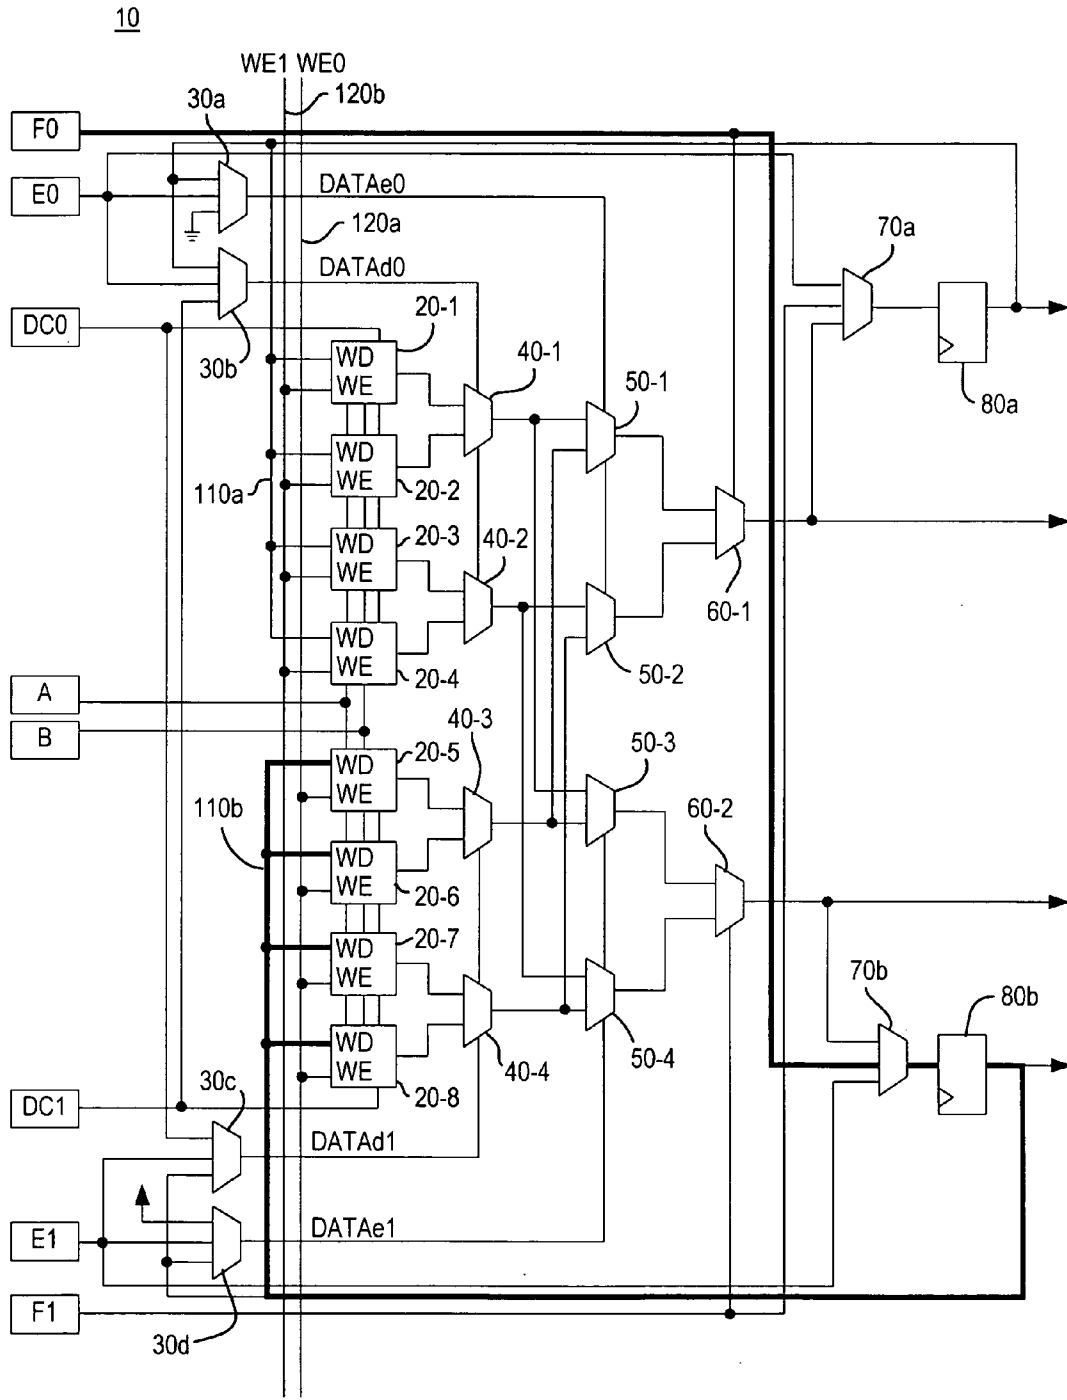 10
WE1 WE0
120b
30a
F0
E0
DATAe0
120a
70a
DATAd0
DC0
20-1
WD
WE
40-1
30b
50-1
80a
WD
WE
20-2
110a
20-3
WD
WE
40-2
60-1
WD
WE
20-4
50-2
A
B
40-3
20-5
WD
WE
50-3
110b
60-2
WD
WE
20-6
20-7
WD
WE
70b
80b
50-4
WD
WE
40-4
20-8
30c
DC1
DATAd1
E1
DATAe1
F1
30d